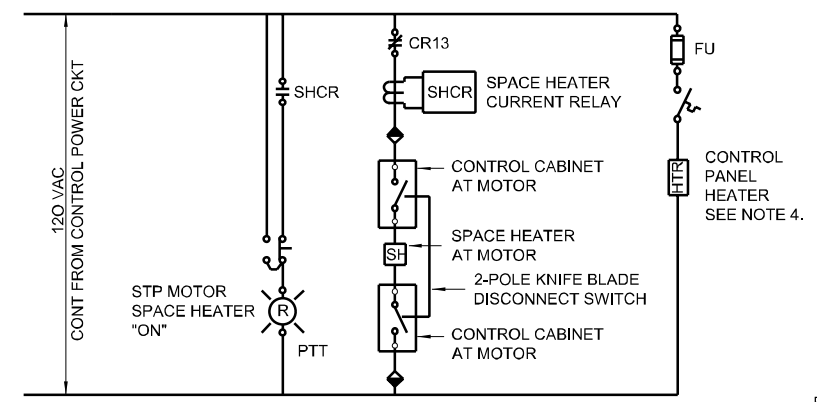 CR13
FU
SHCR
SHCR
SPACE HEATER
CURRENT RELAY
120 VAC
CONT FROM CONTROL POWER CKT
CONTROL CABINET
AT MOTOR
HTR
CONTROL
PANEL
HEATER
SEE NOTE 4.
SPACE HEATER
AT MOTOR
SH
2-POLE KNIFE BLADE
DISCONNECT SWITCH
STP MOTOR
SPACE HEATER
"ON"
R
PTT
CONTROL CABINET
AT MOTOR